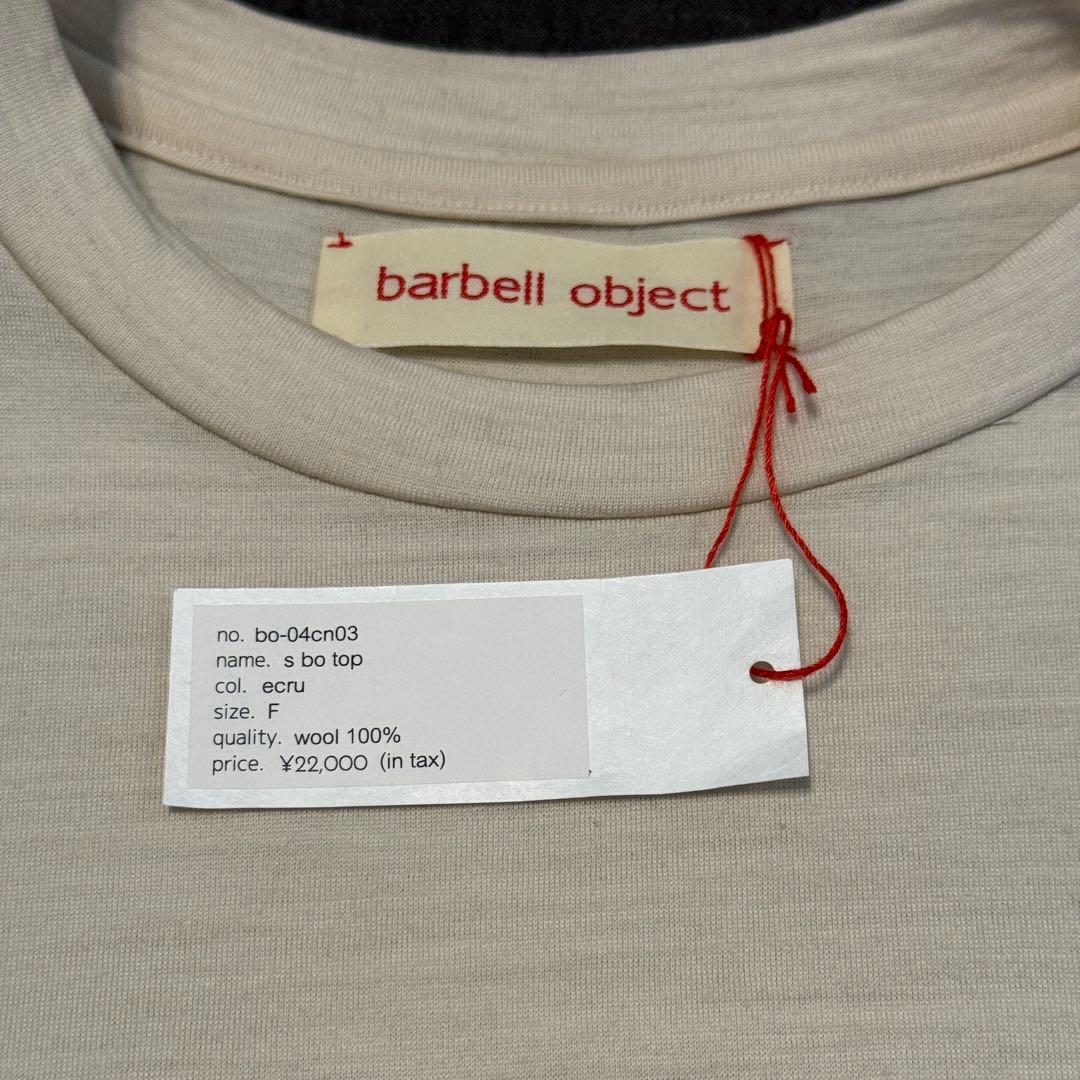 barbell object
no. bo-04cn03
name. s bo top
col. ecru
size. F
quality. wool 100%
price. ¥22,000 (in tax)